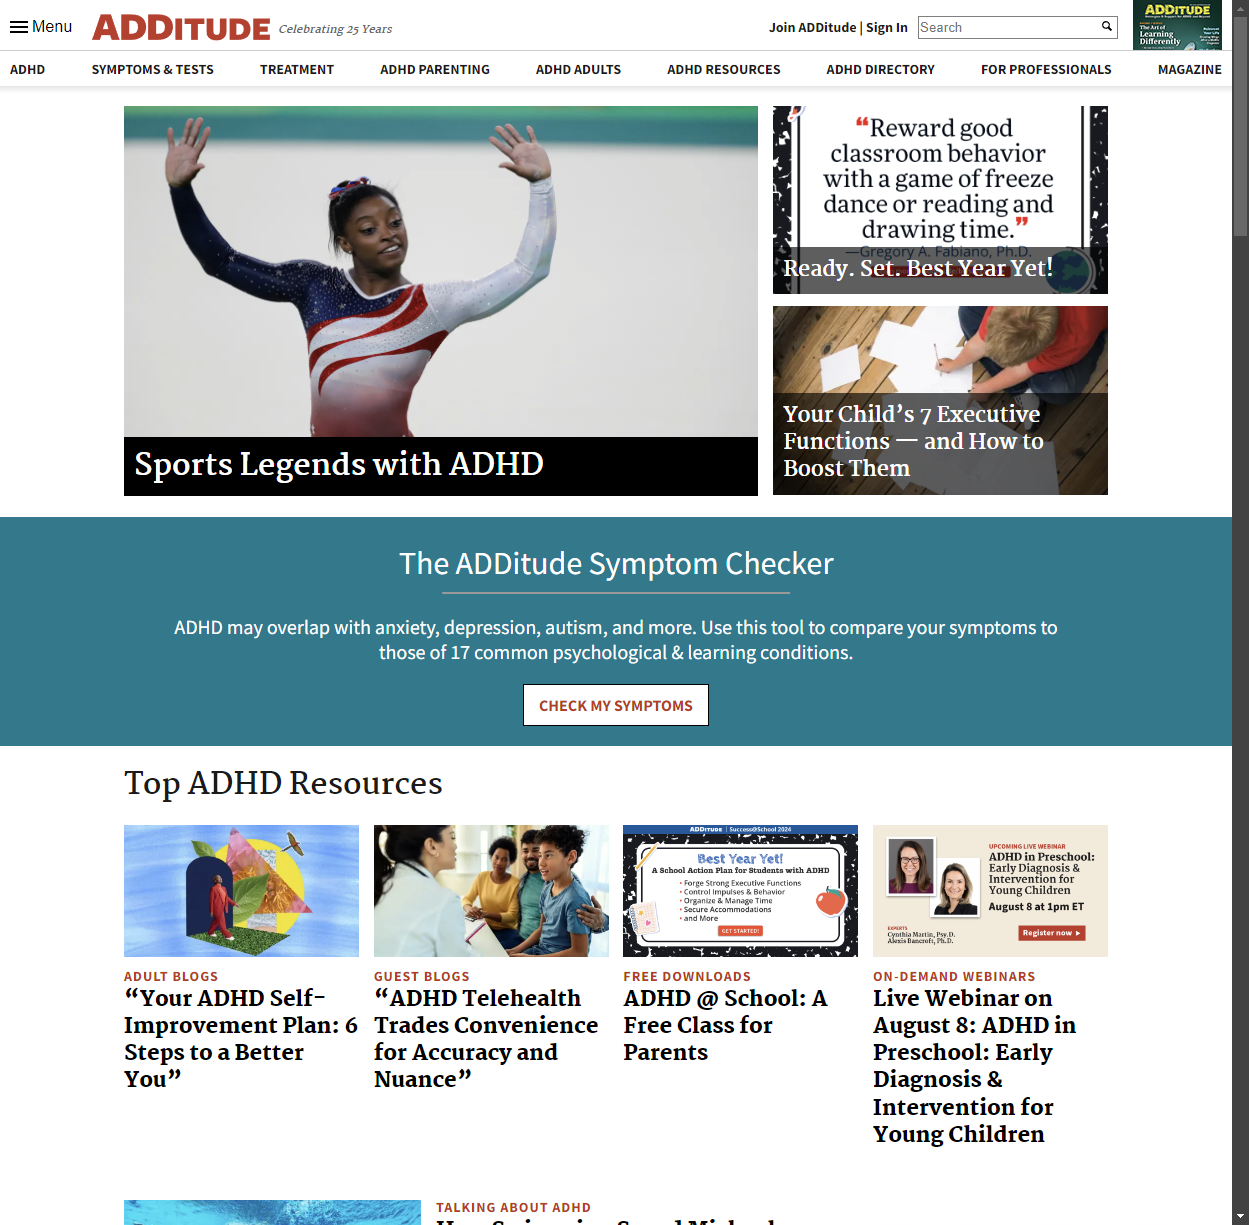 Menu
ADDITUDE
Celebrating 25 Years
Join ADDitude | Sign In
Search
ADDITUDE
The Art of
Learning
Differently
ADHD
SYMPTOMS & TESTS
TREATMENT
ADHD PARENTING
ADHD ADULTS
ADHD RESOURCES
ADHD DIRECTORY
FOR PROFESSIONALS
MAGAZINE
Sports Legends with ADHD
“Reward good
classroom behavior
with a game of freeze
dance or reading and
drawing time.”
—Gregory A. Fabiano, Ph.D.
Ready. Set. Best Year Yet!
Your Child’s 7 Executive
Functions — and How to
Boost Them
The ADDitude Symptom Checker
ADHD may overlap with anxiety, depression, autism, and more. Use this tool to compare your symptoms to
those of 17 common psychological & learning conditions.
CHECK MY SYMPTOMS
Top ADHD Resources
ADULT BLOGS
“Your ADHD Self-
Improvement Plan: 6
Steps to a Better
You”
GUEST BLOGS
“ADHD Telehealth
Trades Convenience
for Accuracy and
Nuance”
ADDITUDE | Success@School 2024
Best Year Yet!
A School Action Plan for Students with ADHD
• Forge Strong Executive Functions
• Control Impulses & Behavior
• Organize & Manage Time
• Secure Accommodations
• and More
GET STARTED!
FREE DOWNLOADS
ADHD @ School: A
Free Class for
Parents
UPCOMING LIVE WEBINAR
ADHD in Preschool:
Early Diagnosis &
Intervention for
Young Children
August 8 at 1pm ET
EXPERTS
Cynthia Martin, Psy.D.
Alexis Bancroft, Ph.D.
Register now
ON-DEMAND WEBINARS
Live Webinar on
August 8: ADHD in
Preschool: Early
Diagnosis &
Intervention for
Young Children
TALKING ABOUT ADHD